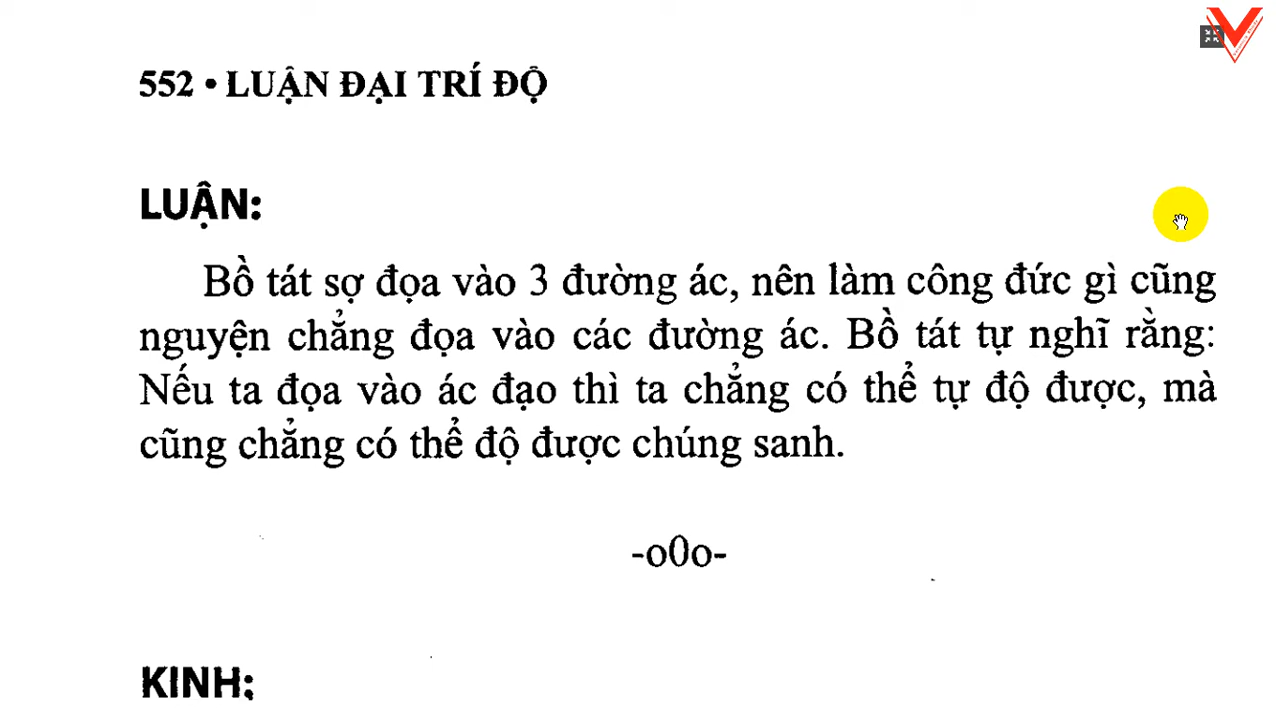 552 • LUẬN ĐẠI TRÍ ĐỘ
LUẬN:
Bồ tát sợ đọa vào 3 đường ác, nên làm công đức gì cũng
nguyện chẳng đọa vào các đường ác. Bồ tát tự nghĩ rằng:
Nếu ta đọa vào ác đạo thì ta chẳng có thể tự độ được, mà
cũng chẳng có thể độ được chúng sanh.
-o0o-
KINH: